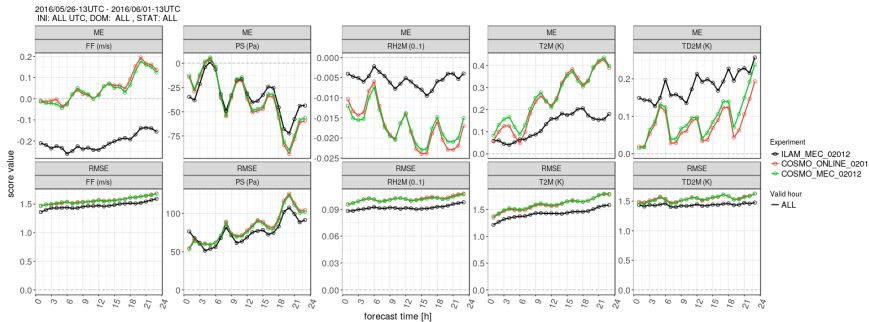 2016/05/26-13UTC - 2016/06/01-13UTC
INI: ALL UTC, DOM: ALL , STAT: ALL
ME ME ME ME ME
FF (m/s) PS (Pa) RH2M (0..1) T2M (K) TD2M (K)
0.2 0 0.000 0.4 0.2
0.1 -25 -0.005 0.3
0.0 -50 -0.010 0.2 0.1
-0.1 -75 -0.015 0.1
-0.2 -0.020 0.0 0.0
-0.025
RMSE RMSE RMSE RMSE RMSE
FF (m/s) PS (Pa) RH2M (0..1) T2M (K) TD2M (K)
1.5 100 0.09 1.5 1.5
1.0 0.06 1.0 1.0
0.5 50 0.03 0.5 0.5
0.0 0 0.00 0.0 0.0
0 3 6 9 12 15 18 21 24 0 3 6 9 12 15 18 21 24 0 3 6 9 12 15 18 21 24 0 3 6 9 12 15 18 21 24 0 3 6 9 12 15 18 21 24
forecast time [h]
score value
Experiment
ILAM_MEC_02012
COSMO_ONLINE_0201
COSMO_MEC_02012
Valid hour
ALL